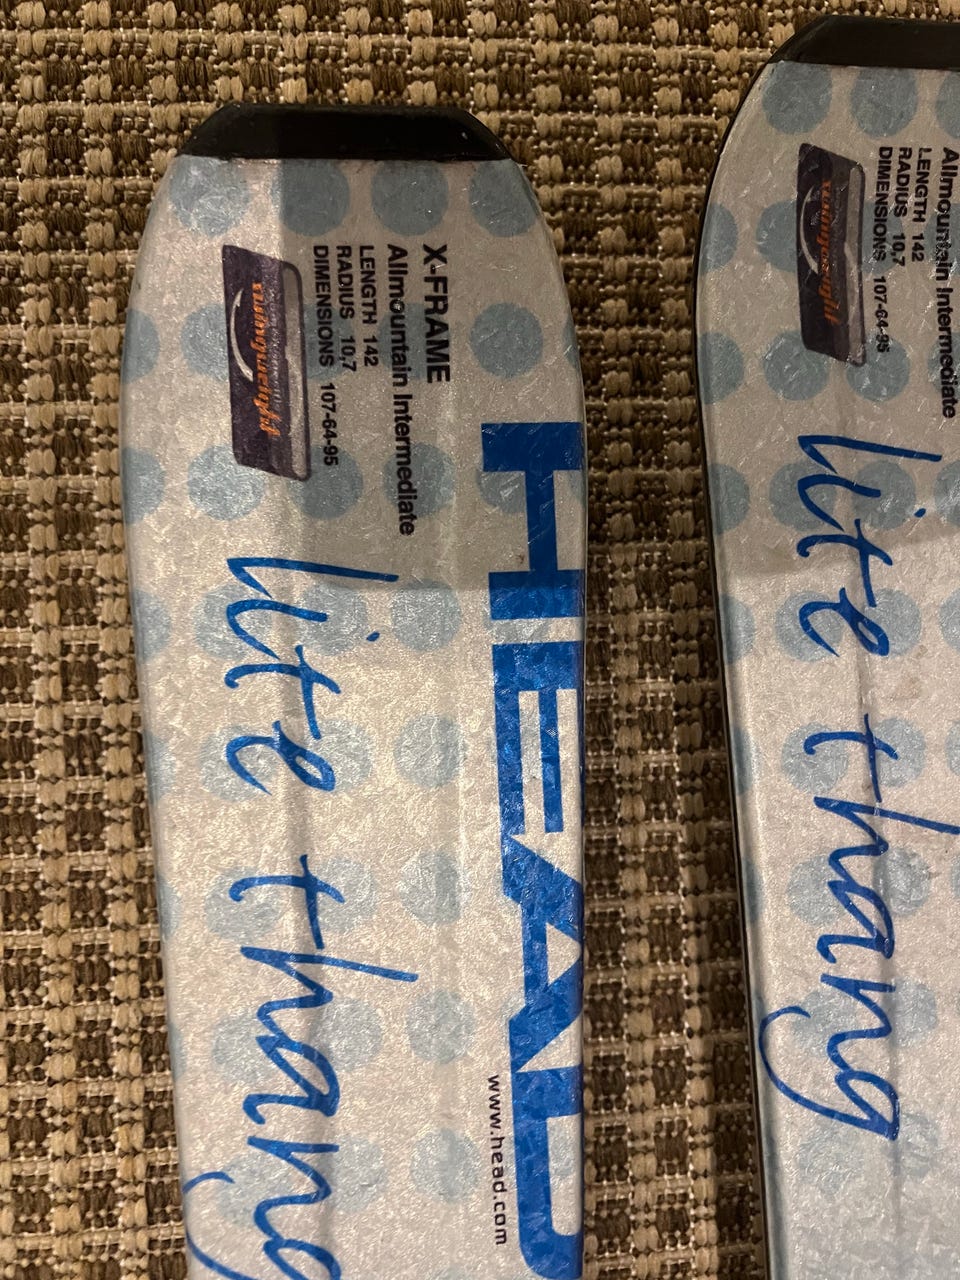 X-FRAME
Allmountain Intermediate
LENGTH 142
RADIUS 10,7
DIMENSIONS 107-64-95
HEAD
www.head.com
lite thang
Allmountain Intermediate
LENGTH 142
RADIUS 10,7
DIMENSIONS 107-64-95
lite thang